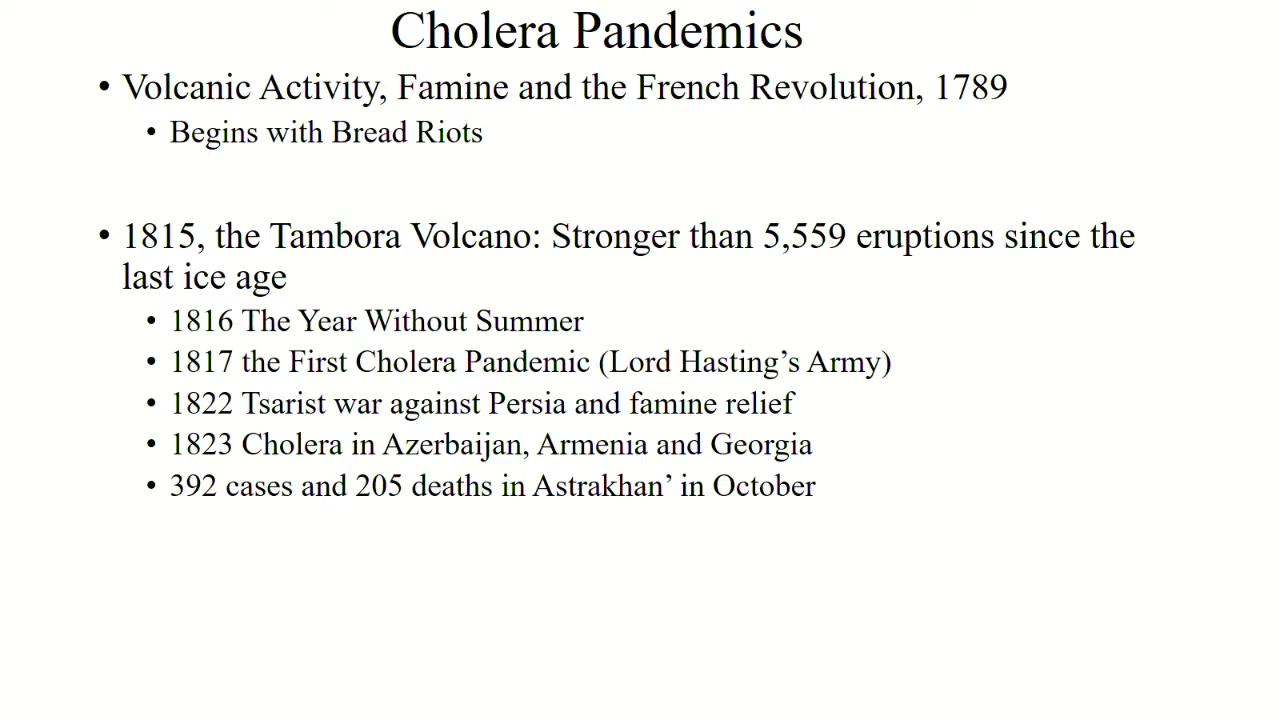 Cholera Pandemics
• Volcanic Activity, Famine and the French Revolution, 1789
• Begins with Bread Riots
• 1815, the Tambora Volcano: Stronger than 5,559 eruptions since the
last ice age
• 1816 The Year Without Summer
• 1817 the First Cholera Pandemic (Lord Hasting’s Army)
• 1822 Tsarist war against Persia and famine relief
• 1823 Cholera in Azerbaijan, Armenia and Georgia
• 392 cases and 205 deaths in Astrakhan’ in October